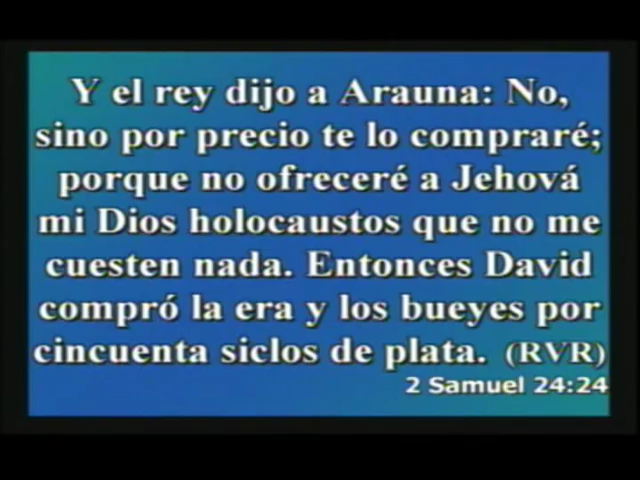 Y el rey dijo a Arauna: No,
sino por precio te lo compraré;
porque no ofreceré a Jehová
mi Dios holocaustos que no me
cuesten nada. Entonces David
compró la era y los bueyes por
cincuenta siclos de plata. (RVR)
2 Samuel 24:24